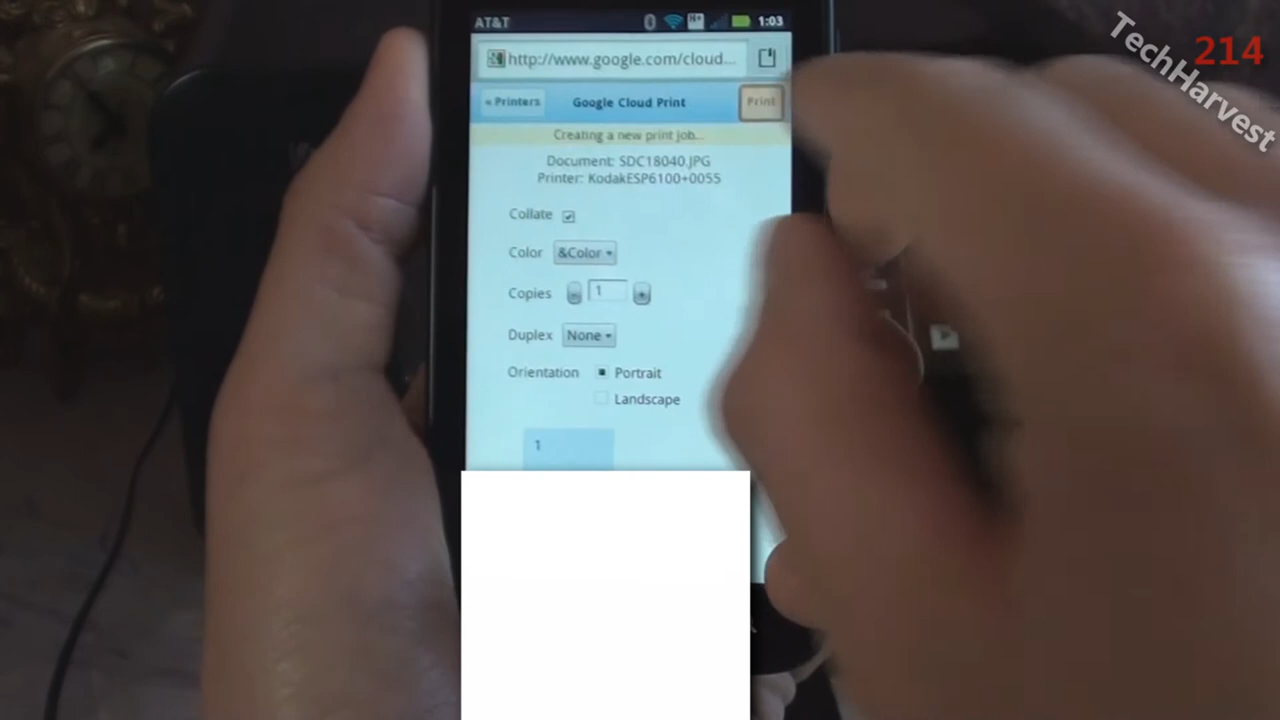 AT&T 1:03
TechHarvest
214
http://www.google.com/cloud...
« Printers Google Cloud Print Print
Creating a new print job...
Document: SDC18040.JPG
Printer: KodakESP6100+0055
Collate
Color &Color
Copies 1
Duplex None
Orientation Portrait
Landscape
1